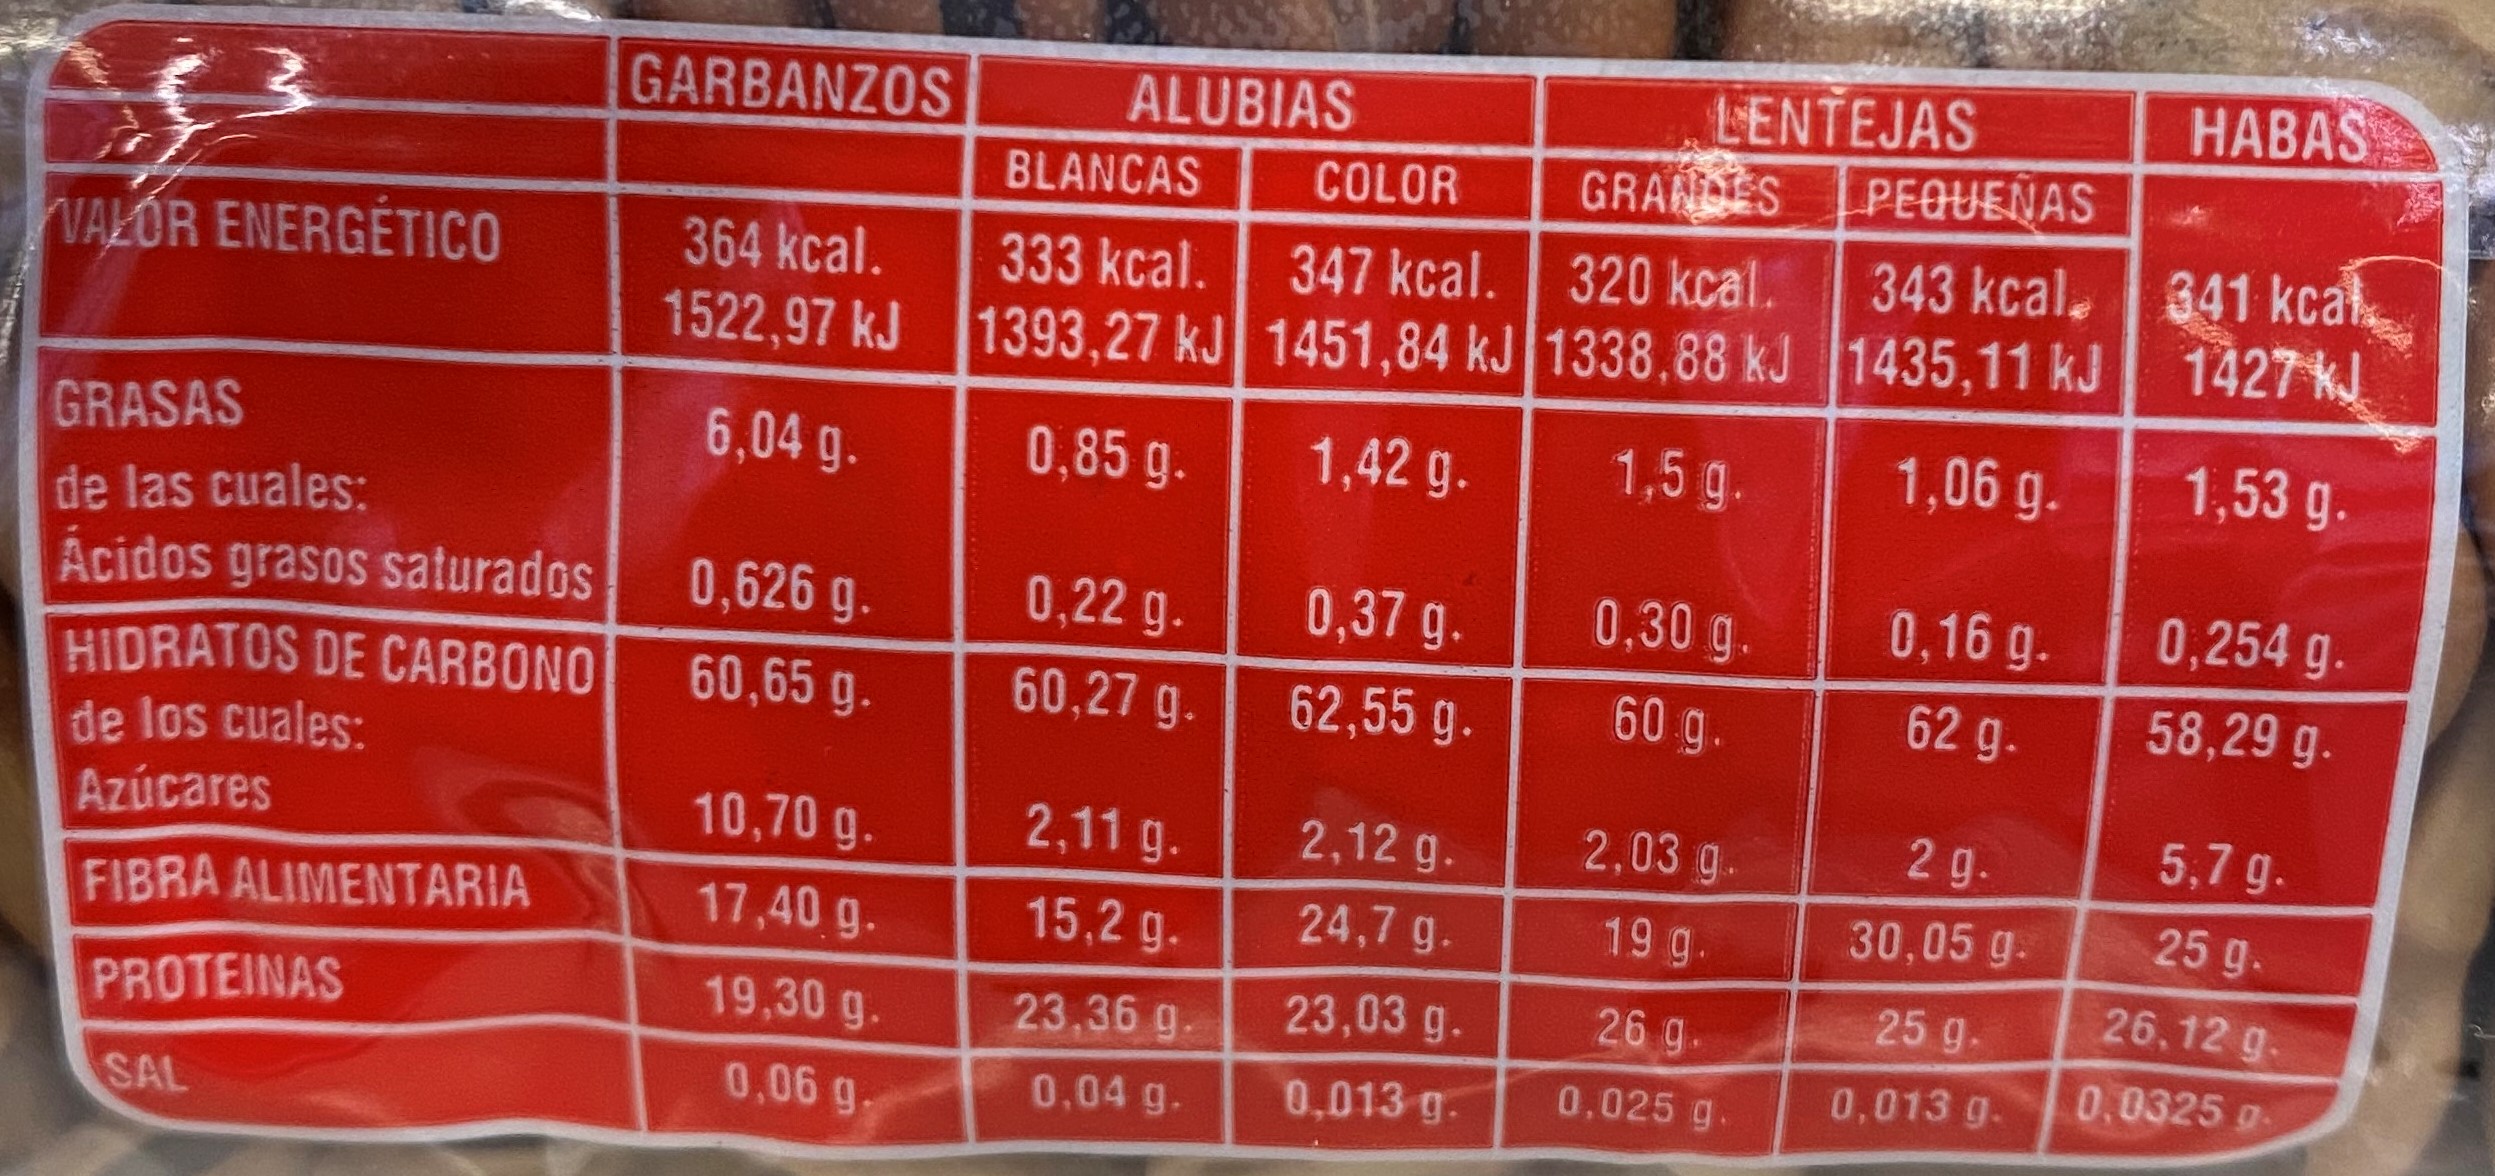 GARBANZOS ALUBIAS LENTEJAS HABAS
BLANCAS COLOR GRANDES PEQUEÑAS
VALOR ENERGÉTICO 364 kcal. 333 kcal. 347 kcal. 320 kcal. 343 kcal. 341 kcal.
1522,97 kJ 1393,27 kJ 1451,84 kJ 1338,88 kJ 1435,11 kJ 1427 kJ
GRASAS 6,04 g. 0,85 g. 1,42 g. 1,5 g. 1,06 g. 1,53 g.
de las cuales:
Ácidos grasos saturados 0,626 g. 0,22 g. 0,37 g. 0,30 g. 0,16 g. 0,254 g.
HIDRATOS DE CARBONO 60,65 g. 60,27 g. 62,55 g. 60 g. 62 g. 58,29 g.
de los cuales:
Azúcares 10,70 g. 2,11 g. 2,12 g. 2,03 g. 2 g. 5,7 g.
FIBRA ALIMENTARIA 17,40 g. 15,2 g. 24,7 g. 19 g. 30,05 g. 25 g.
PROTEINAS 19,30 g. 23,36 g. 23,03 g. 26 g. 25 g. 26,12 g.
SAL 0,06 g. 0,04 g. 0,013 g. 0,025 g. 0,013 g. 0,0325 g.